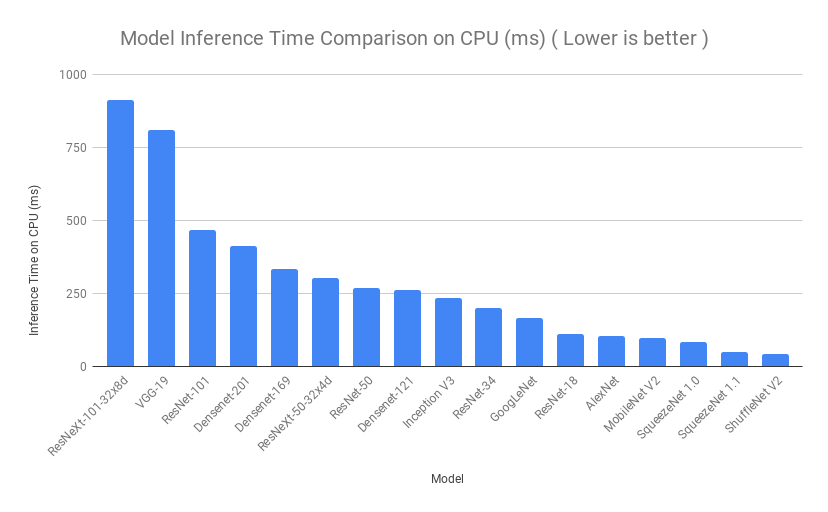 Model Inference Time Comparison on CPU (ms) ( Lower is better )
Inference Time on CPU (ms)
1000
750
500
250
0
ResNeXt-101-32x8d
VGG-19
ResNet-101
Densenet-201
Densenet-169
ResNeXt-50-32x4d
ResNet-50
Densenet-121
Inception V3
ResNet-34
GoogLeNet
ResNet-18
AlexNet
MobileNet V2
SqueezeNet 1.0
SqueezeNet 1.1
ShuffleNet V2
Model